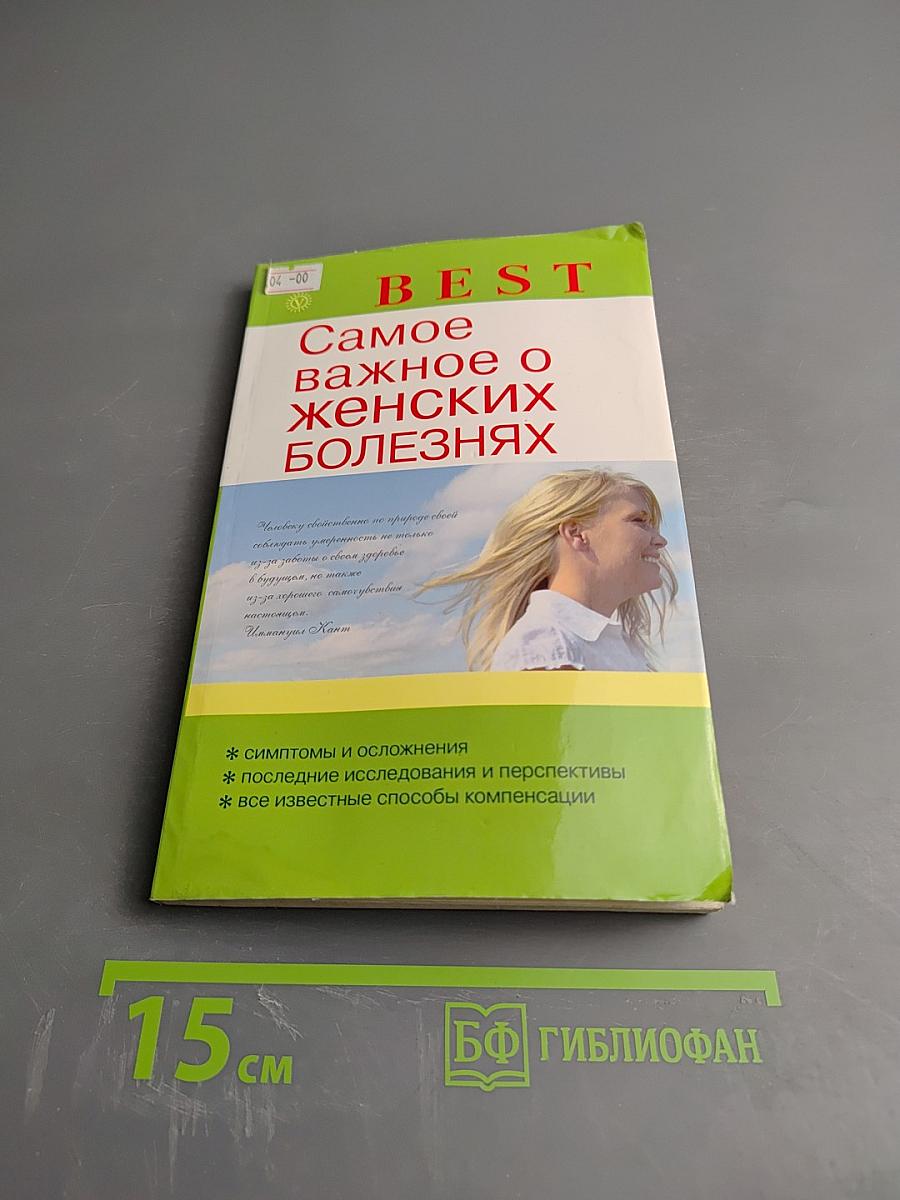 04 -00
BEST
Самое
важное о
женских
БОЛЕЗНЯХ
Человеку свойственно по природе своей
соблюдать умеренность не только
из-за заботы о своем здоровье
в будущем, но также
из-за хорошего самочувствия
настоящем.
Иммануил Кант
* симптомы и осложнения
* последние исследования и перспективы
* все известные способы компенсации
15 см
БФ ГИБЛИОФАН